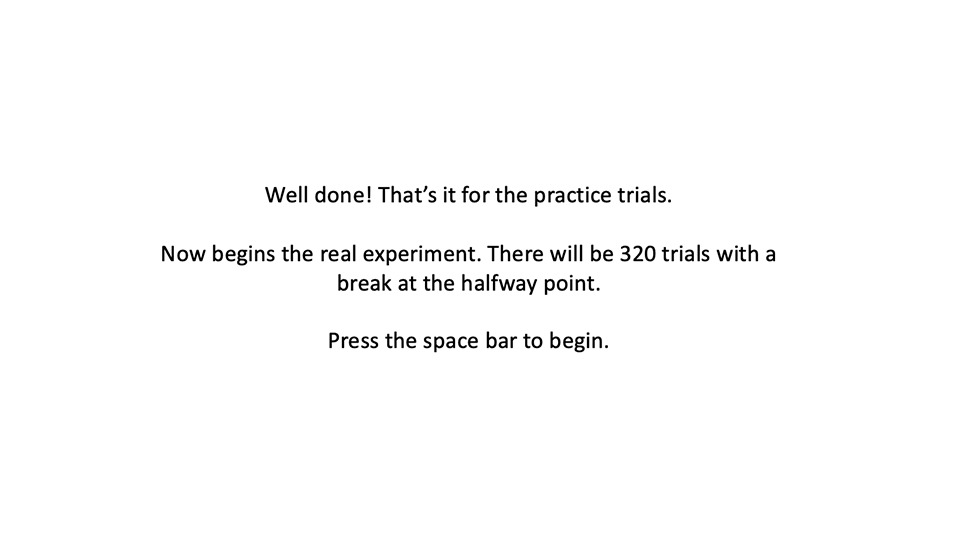 Well done! That’s it for the practice trials.
Now begins the real experiment. There will be 320 trials with a
break at the halfway point.
Press the space bar to begin.